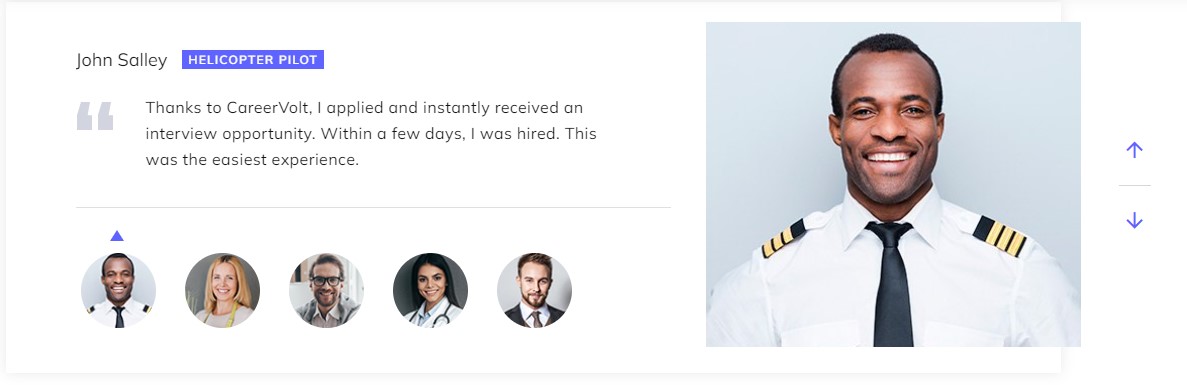 John Salley HELICOPTER PILOT
Thanks to CareerVolt, I applied and instantly received an
interview opportunity. Within a few days, I was hired. This
was the easiest experience.